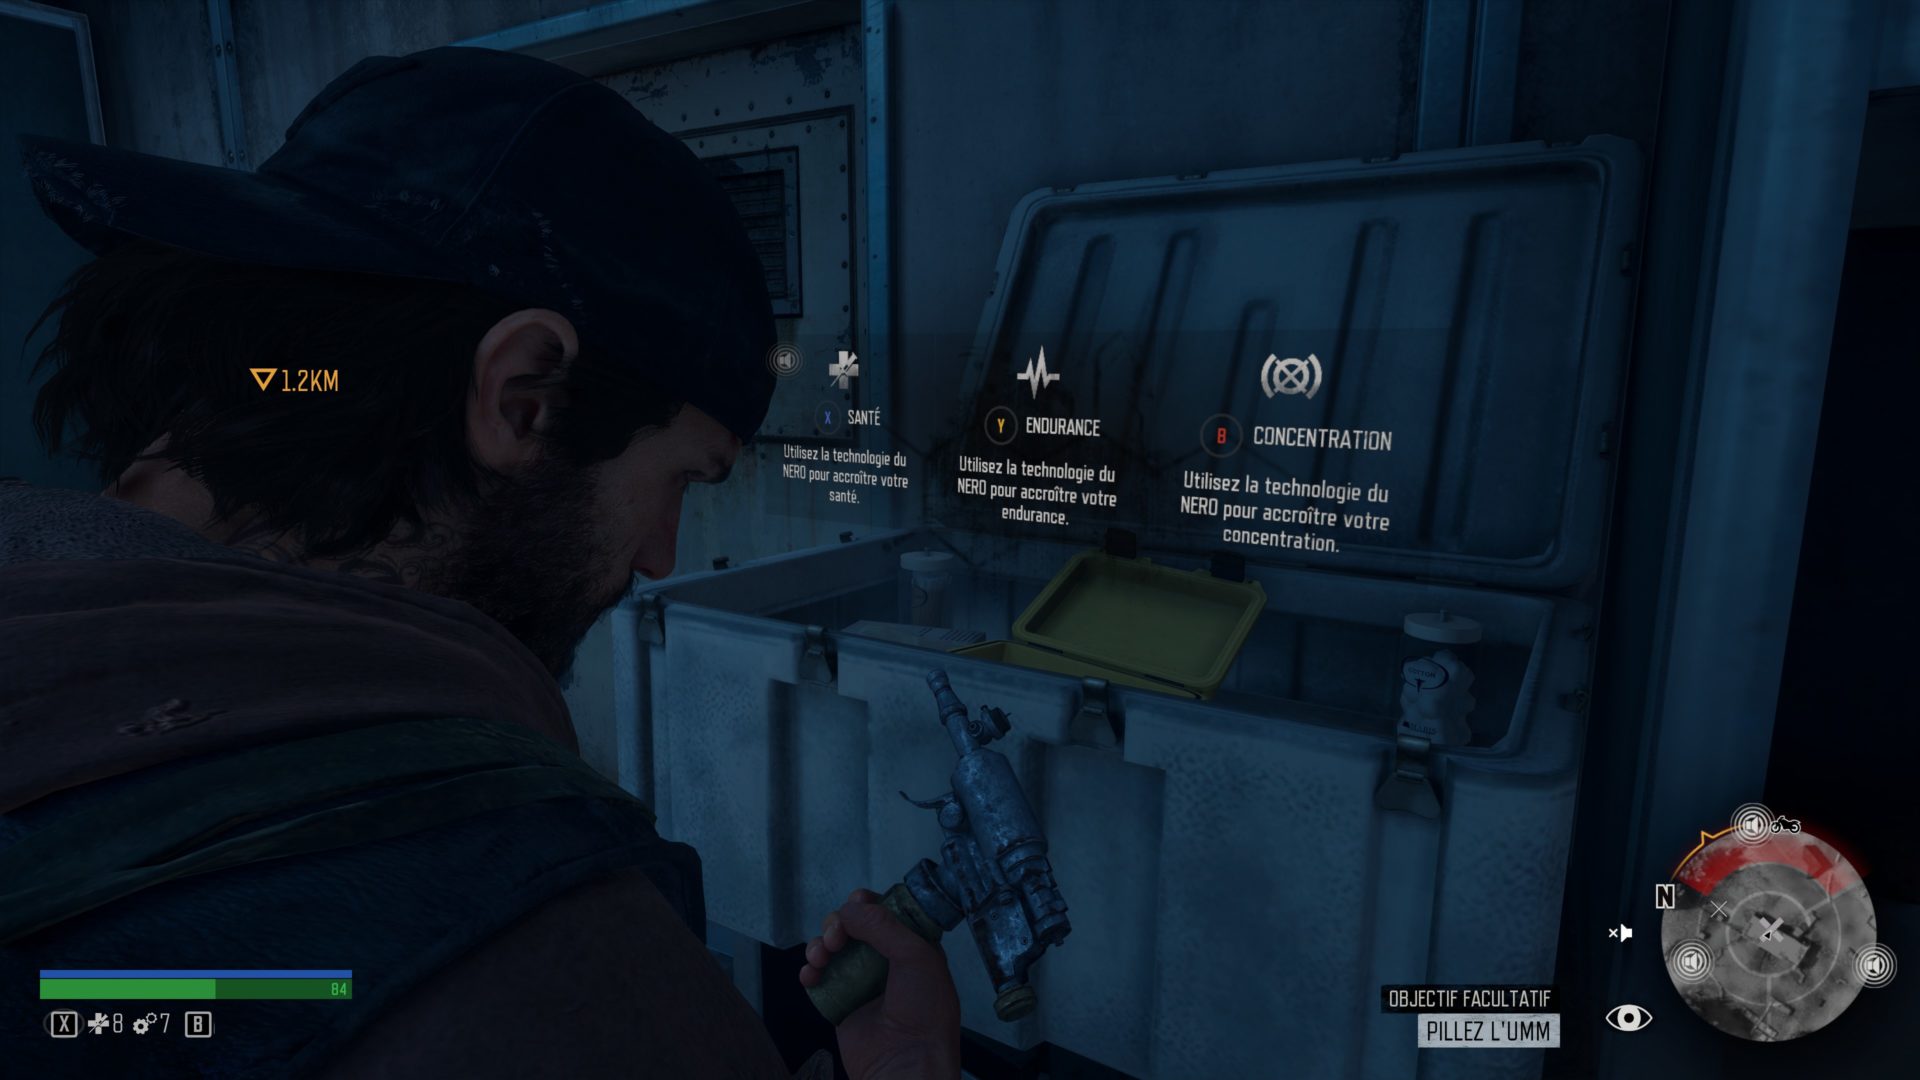 1.2KM
X SANTÉ
Utilisez la technologie du
NERO pour accroître votre
santé.
Y ENDURANCE
Utilisez la technologie du
NERO pour accroître votre
endurance.
B CONCENTRATION
Utilisez la technologie du
NERO pour accroître votre
concentration.
COTTON
84
X 8 7 B
N
OBJECTIF FACULTATIF
PILLEZ L'UMM